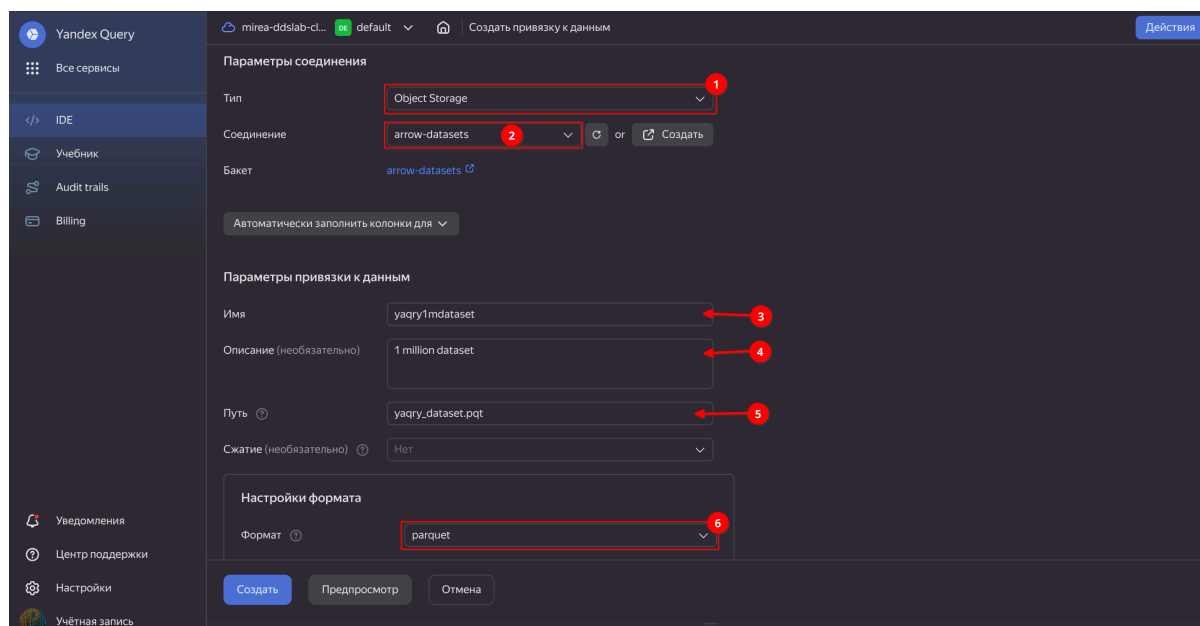 Yandex Query
Все сервисы
IDE
Учебник
Audit trails
Billing
Уведомления
Центр поддержки
Настройки
Учётная запись
mirea-ddslab-cl... DE default Создать привязку к данным Действия
Параметры соединения
1
Тип Object Storage
Соединение arrow-datasets 2 or Создать
Бакет arrow-datasets
Автоматически заполнить колонки для
Параметры привязки к данным
Имя yaqry1mdataset 3
Описание (необязательно) 1 million dataset 4
Путь ? yaqry_dataset.pqt 5
Сжатие (необязательно) ? Нет
Настройки формата
6
Формат ? parquet
Создать Предпросмотр Отмена